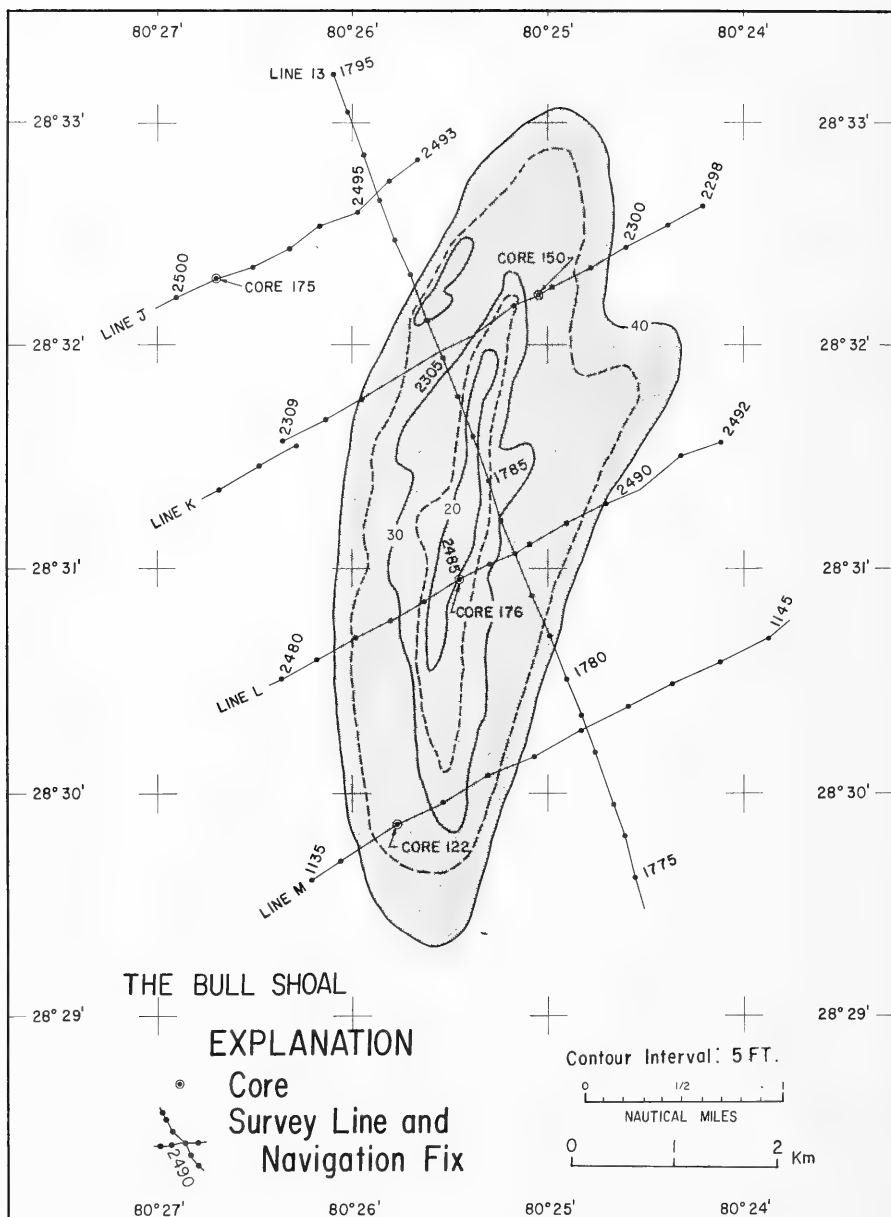 80°27' 80°26' 80°25' 80°24'
LINE 13 1795
28°33' 28°33'
2493
2495
2298
2300
CORE 150
2500
CORE 175
LINE J
40
28°32' 28°32'
2305
2309
2492
1785
2490
LINE K
20
30
2485
28°31' 28°31'
CORE 176
1145
2480
1780
LINE L
28°30' 28°30'
CORE 122
1135
1775
LINE M
THE BULL SHOAL
28°29' 28°29'
EXPLANATION
Core
Survey Line and
Navigation Fix
2490
Contour Interval: 5 FT.
0 1/2 1
NAUTICAL MILES
0 1 2
Km
80°27' 80°26' 80°25' 80°24'